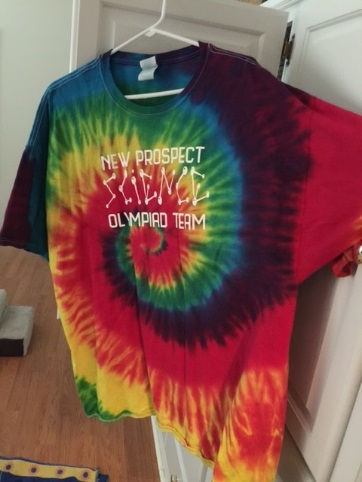 NEW PROSPECT
SCIENCE
OLYMPIAD TEAM